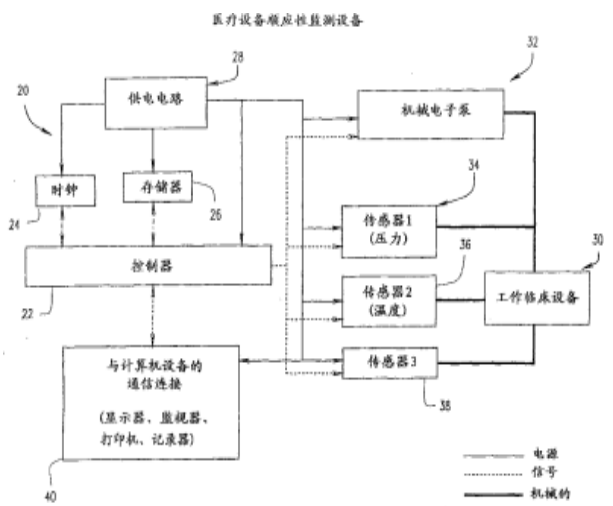 医疗设备顺应性监测设备
28
32
20
供电电路
机械电子泵
时钟
24
存储器
26
34
传感器1
(压力)
30
控制器
22
36
传感器2
(温度)
工作临床设备
与计算机设备的
通信连接
(显示器、监视器、
打印机、记录器)
40
传感器3
38
电源
信号
机械的